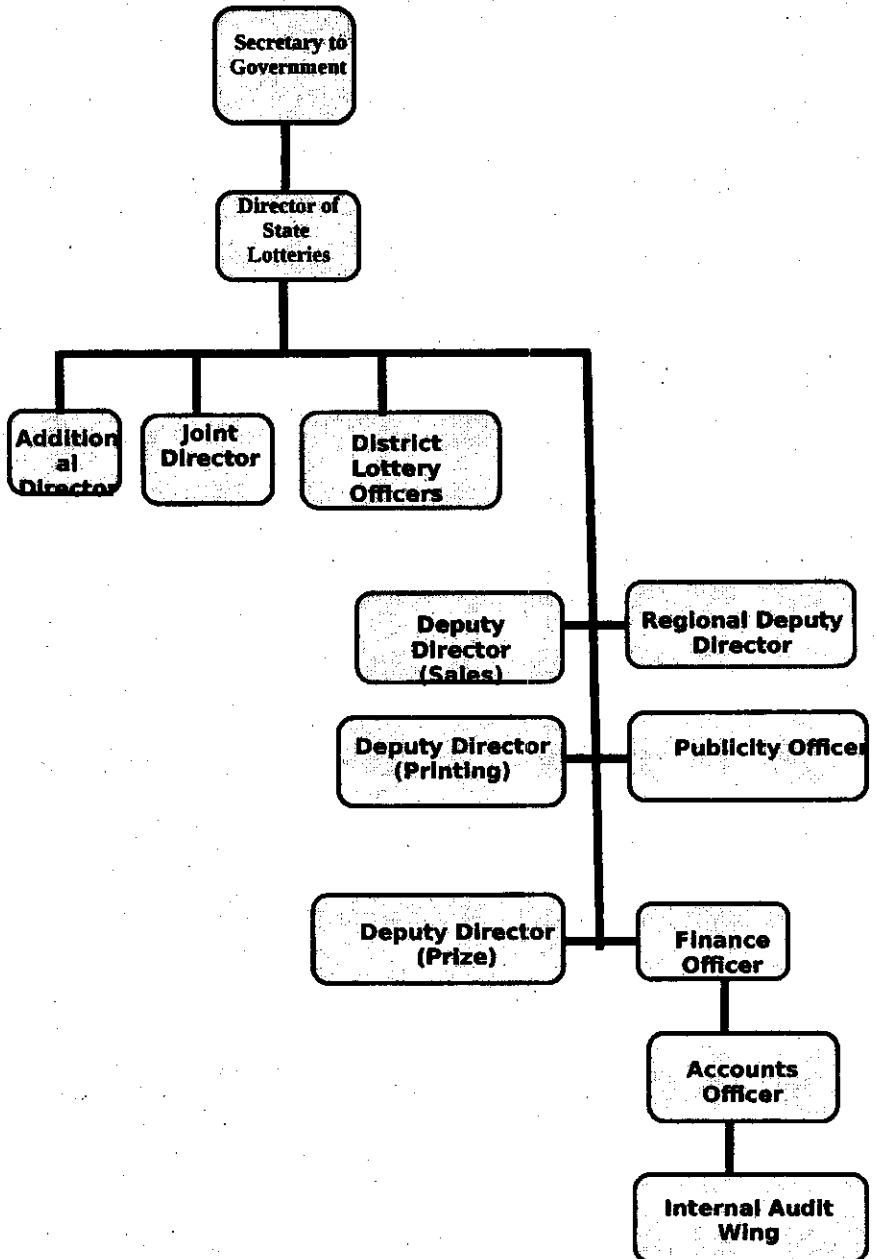 Secretary to
Government
Director of
State
Lotteries
Addition
al
Director
Joint
Director
District
Lottery
Officers
Deputy
Director
(Sales)
Regional Deputy
Director
Deputy Director
(Printing)
Publicity Officer
Deputy Director
(Prize)
Finance
Officer
Accounts
Officer
Internal Audit
Wing